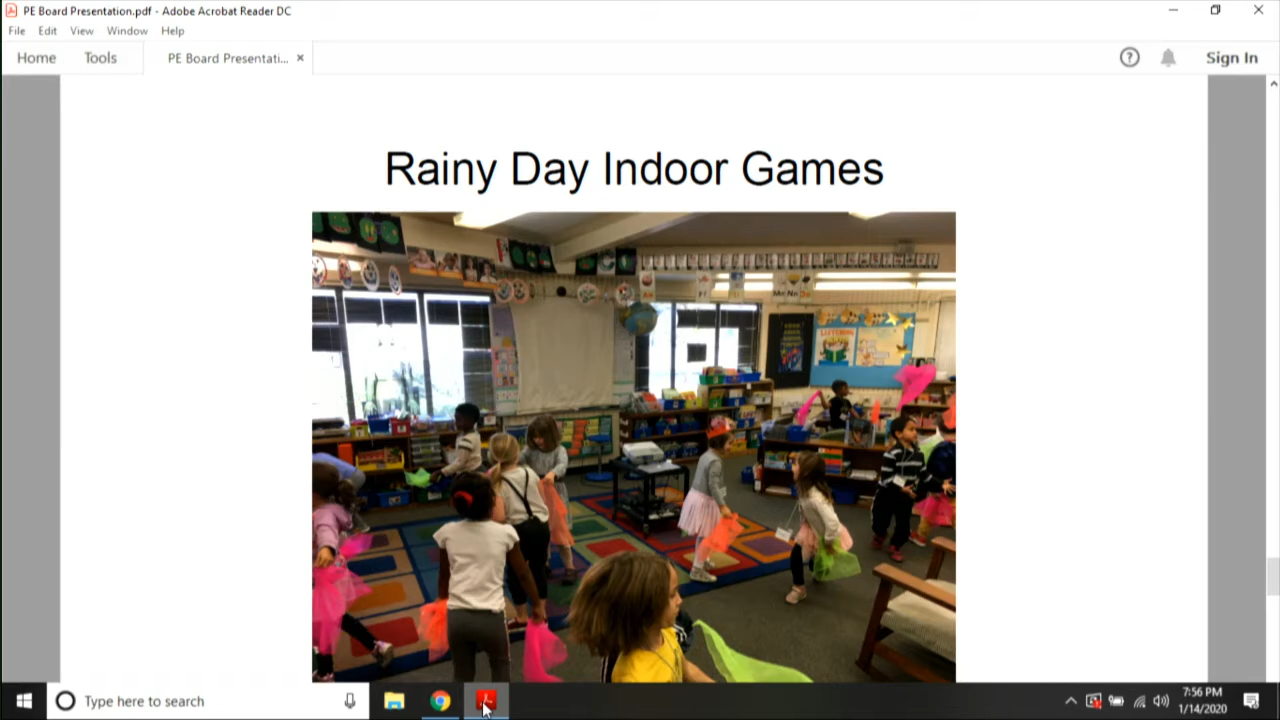 PE Board Presentation.pdf - Adobe Acrobat Reader DC
File Edit View Window Help
Home Tools PE Board Presentati... × Sign In
Rainy Day Indoor Games
LISTENING
Type here to search
7:56 PM
1/14/2020